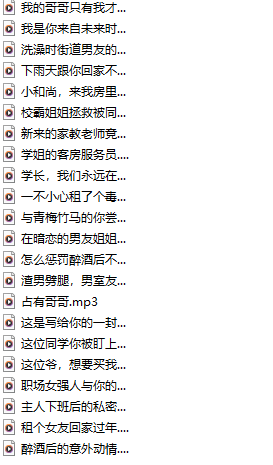 我的哥哥只有我才...
我是你来自未来时...
洗澡时街道男友的...
下雨天跟你回家不...
小和尚，来我房里...
校霸姐姐拯救被同...
新来的家教老师竟...
学姐的客房服务员....
学长，我们永远在...
一不小心租了个毒...
与青梅竹马的你尝...
在暗恋的男友姐姐...
怎么惩罚醉酒后不...
渣男劈腿，男室友...
占有哥哥.mp3
这是写给你的一封...
这位同学你被盯上...
这位爷，想要买我...
职场女强人与你的...
主人下班后的私密...
租个女友回家过年....
醉酒后的意外动情....